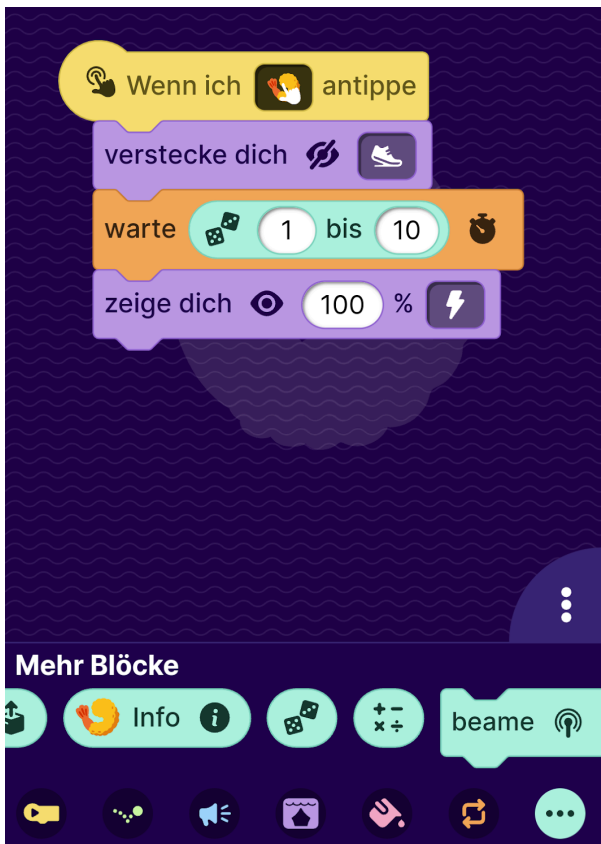 Wenn ich antippe
verstecke dich
warte 1 bis 10
zeige dich 100 %
Mehr Blöcke
Info
beame